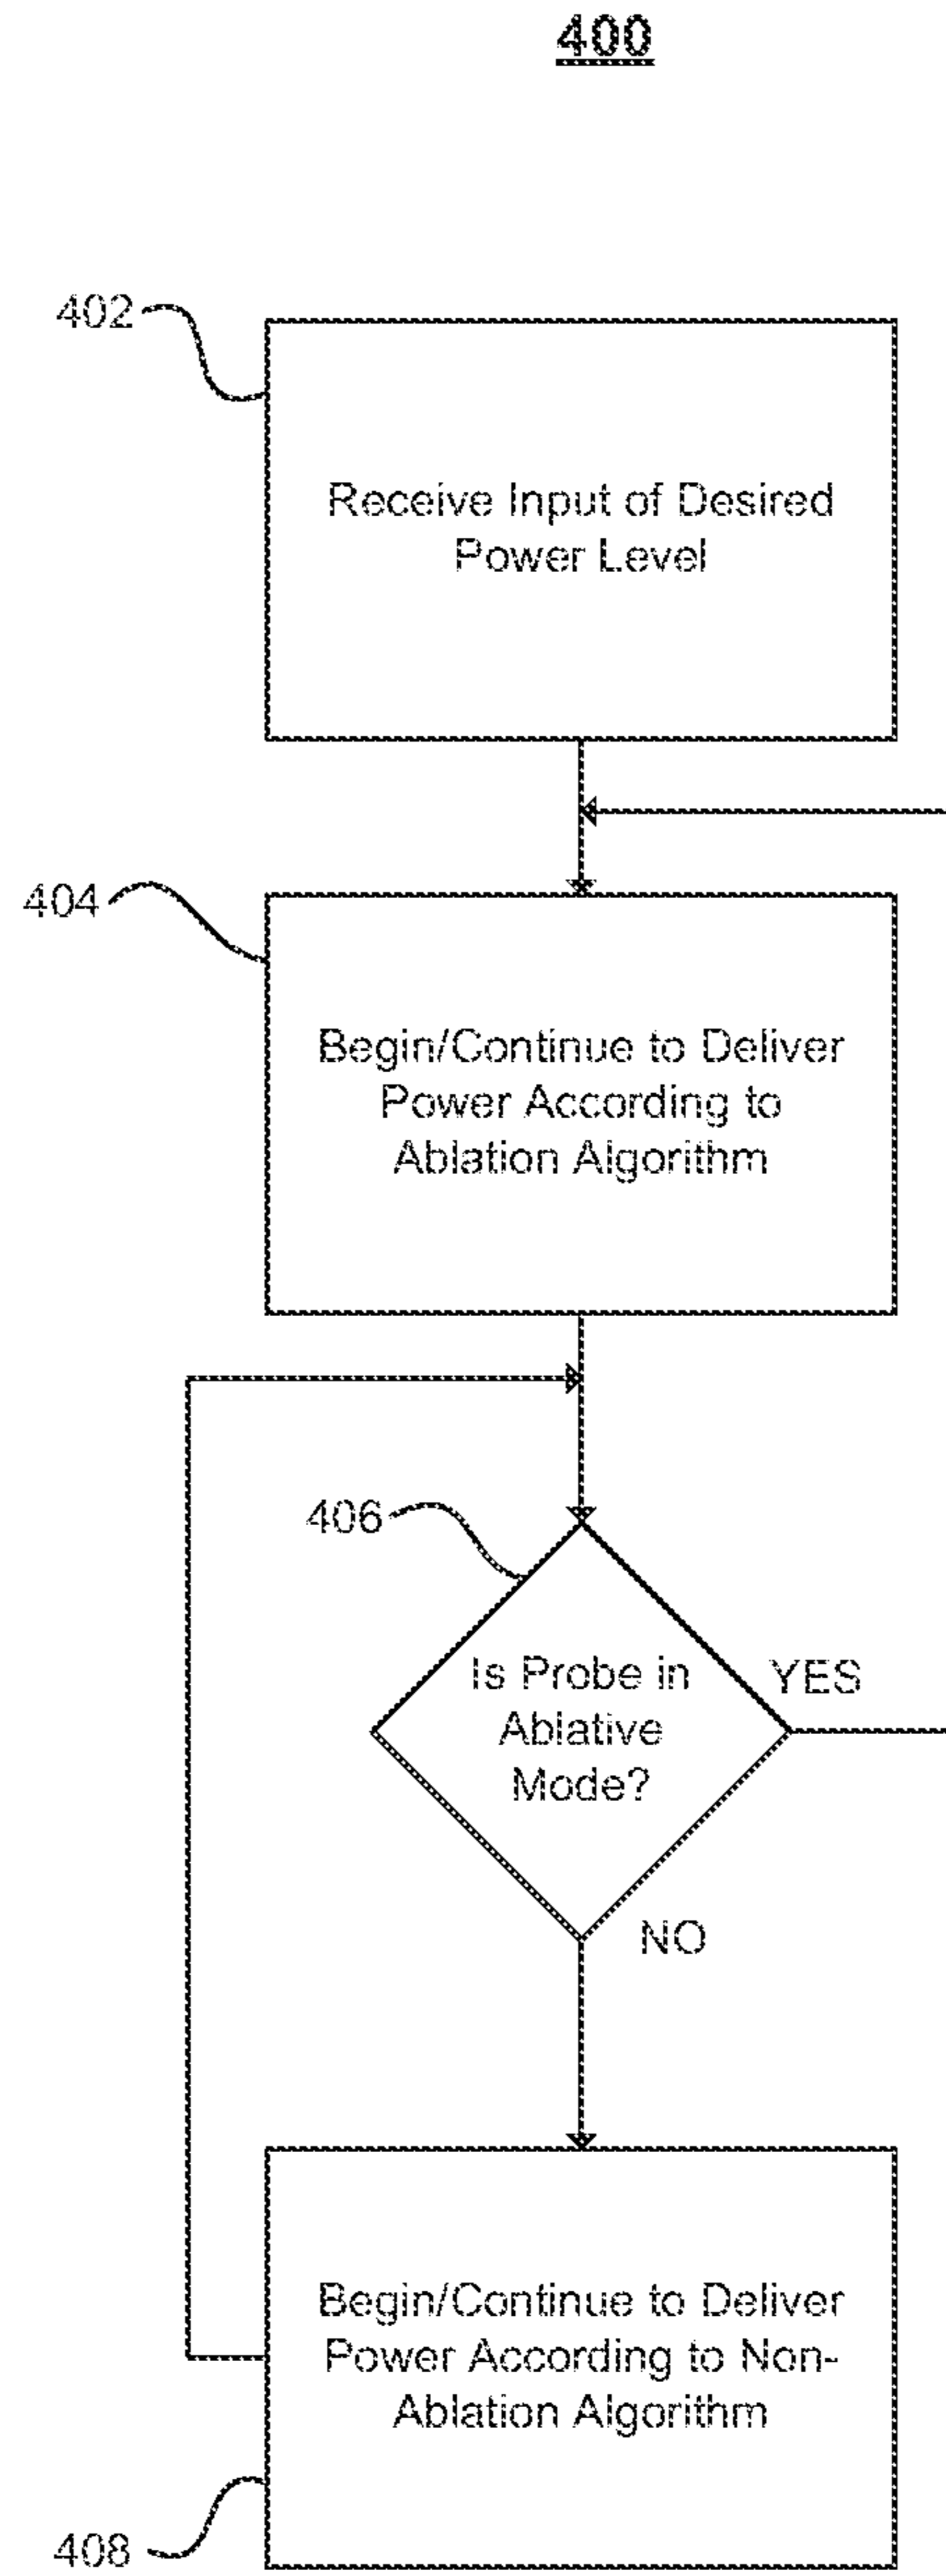 400
402
Receive Input of Desired
Power Level
404
Begin/Continue to Deliver
Power According to
Ablation Algorithm
406
Is Probe in
Ablative
Mode?
YES
NO
Begin/Continue to Deliver
Power According to Non-
Ablation Algorithm
408